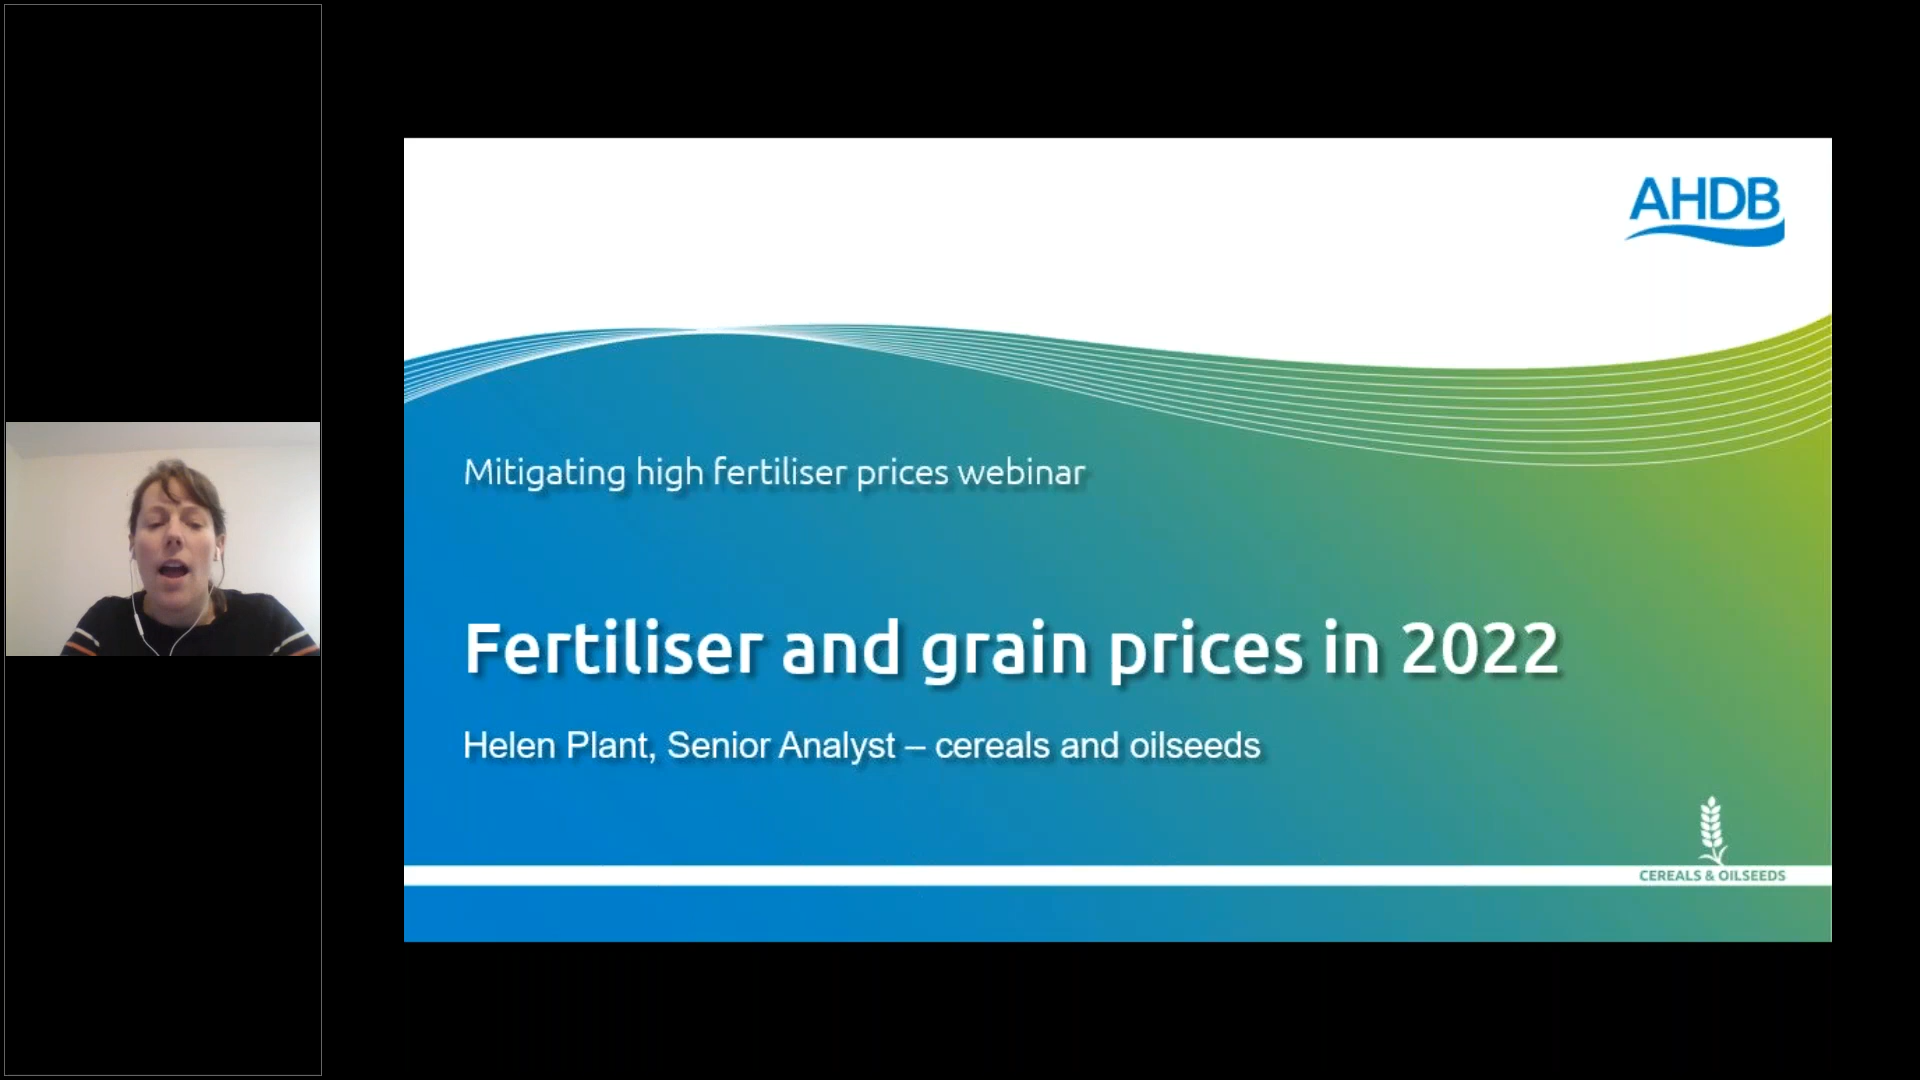 AHDB
Mitigating high fertiliser prices webinar
Fertiliser and grain prices in 2022
Helen Plant, Senior Analyst – cereals and oilseeds
CEREALS & OILSEEDS